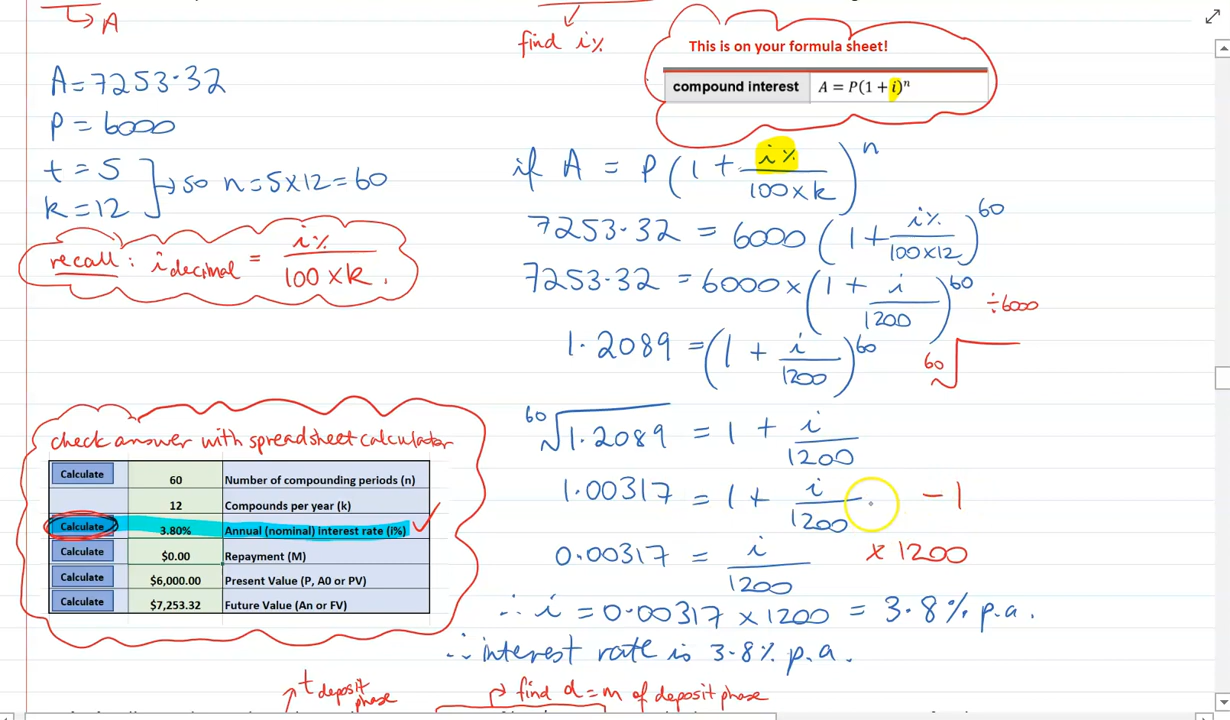 ↳ A
find i%
This is on your formula sheet!
compound interest A = P(1 + i)ⁿ
A = 7253.32
P = 6000
t = 5
k = 12
→ so n = 5 × 12 = 60
recall: i decimal = i% / (100 × k).
if A = P (1 + i% / (100 × k))ⁿ
7253.32 = 6000 (1 + i% / (100 × 12))⁶⁰
7253.32 = 6000 × (1 + i / 1200)⁶⁰ ÷6000
1.2089 = (1 + i / 1200)⁶⁰ ⁶⁰√
⁶⁰√1.2089 = 1 + i / 1200
1.00317 = 1 + i / 1200 − 1
0.00317 = i / 1200 × 1200
∴ i = 0.00317 × 1200 = 3.8% p.a.
∴ interest rate is 3.8% p.a.
check answer with spreadsheet calculator
Calculate 60 Number of compounding periods (n)
12 Compounds per year (k)
Calculate 3.80% Annual (nominal) interest rate (i%) ✓
Calculate $0.00 Repayment (M)
Calculate $6,000.00 Present Value (P, A0 or PV)
Calculate $7,253.32 Future Value (An or FV)
t deposit phase
find d = m of deposit phase